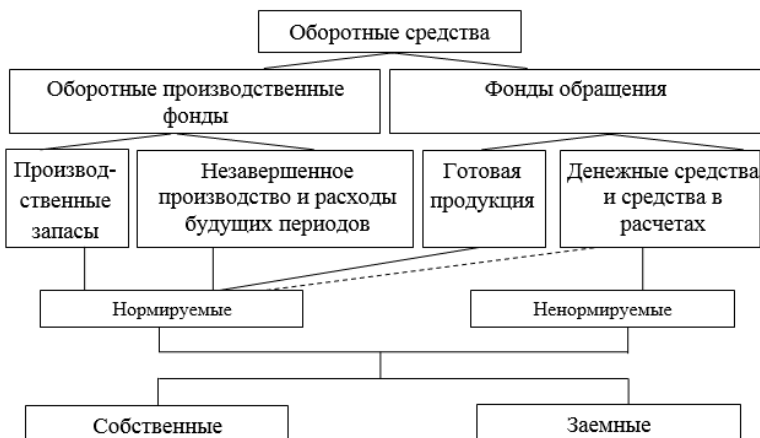 Оборотные средства
Оборотные производственные
фонды
Фонды обращения
Производ-
ственные
запасы
Незавершенное
производство и расходы
будущих периодов
Готовая
продукция
Денежные средства
и средства в
расчетах
Нормируемые
Ненормируемые
Собственные
Заемные